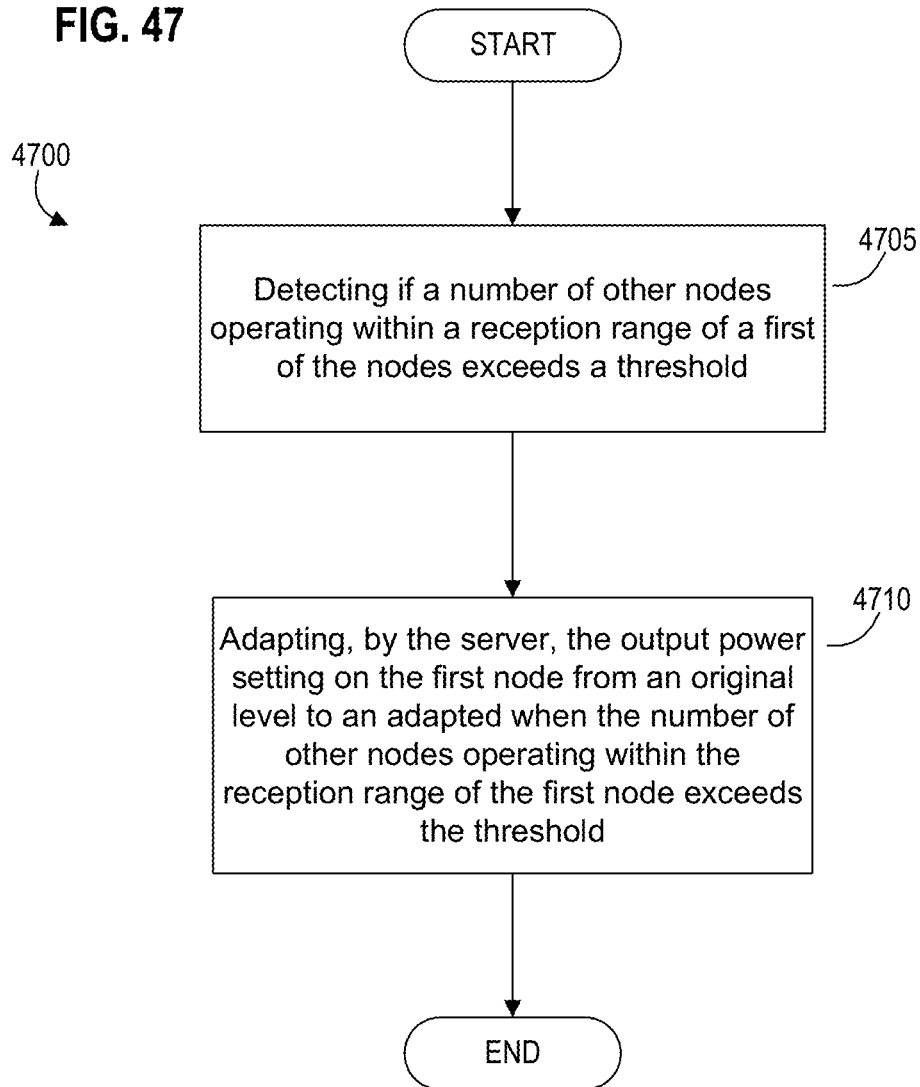 FIG. 47
START
4700
4705
Detecting if a number of other nodes
operating within a reception range of a first
of the nodes exceeds a threshold
4710
Adapting, by the server, the output power
setting on the first node from an original
level to an adapted when the number of
other nodes operating within the
reception range of the first node exceeds
the threshold
END